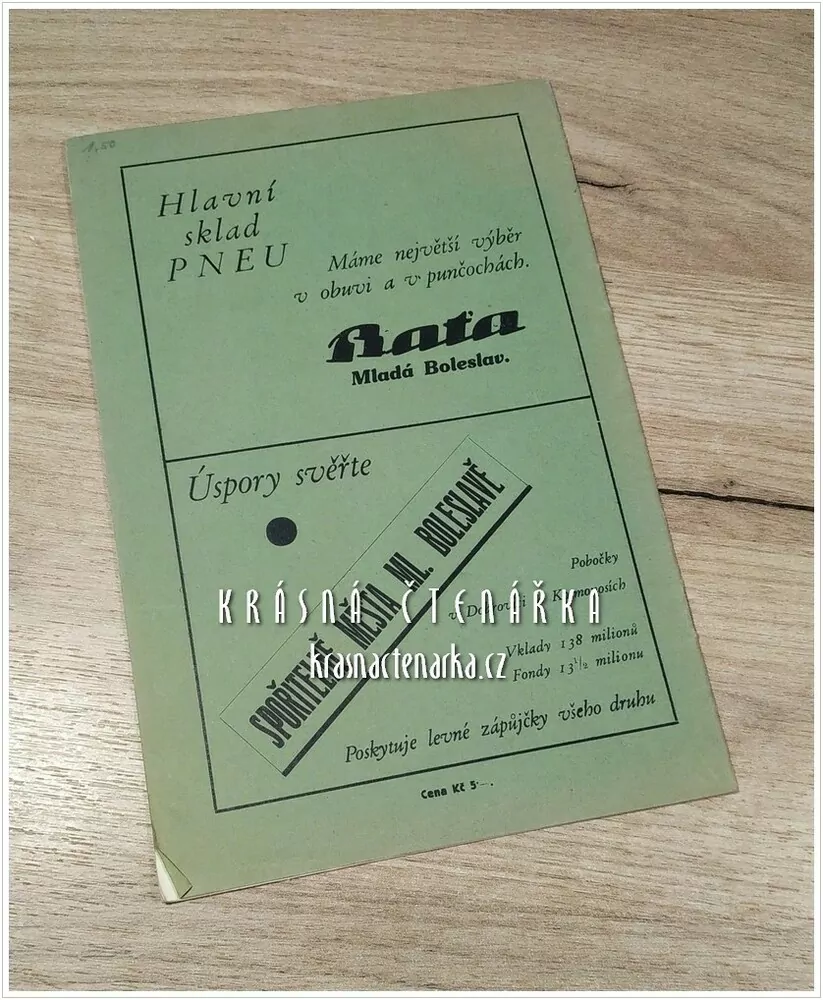 1,50
Hlavní
sklad
PNEU
Máme největší výběr
v obuvi a v punčochách.
Baťa
Mladá Boleslav.
Úspory svěřte
SPOŘITELNĚ MĚSTA ML. BOLESLAVĚ
Pobočky
v
KRÁSNÁ ČTENÁŘKA
Vklady 138 milionů
krasnactenarka.cz
Fondy 13½ milionu
Poskytuje levné zápůjčky všeho druhu
Cena Kč 5·—.